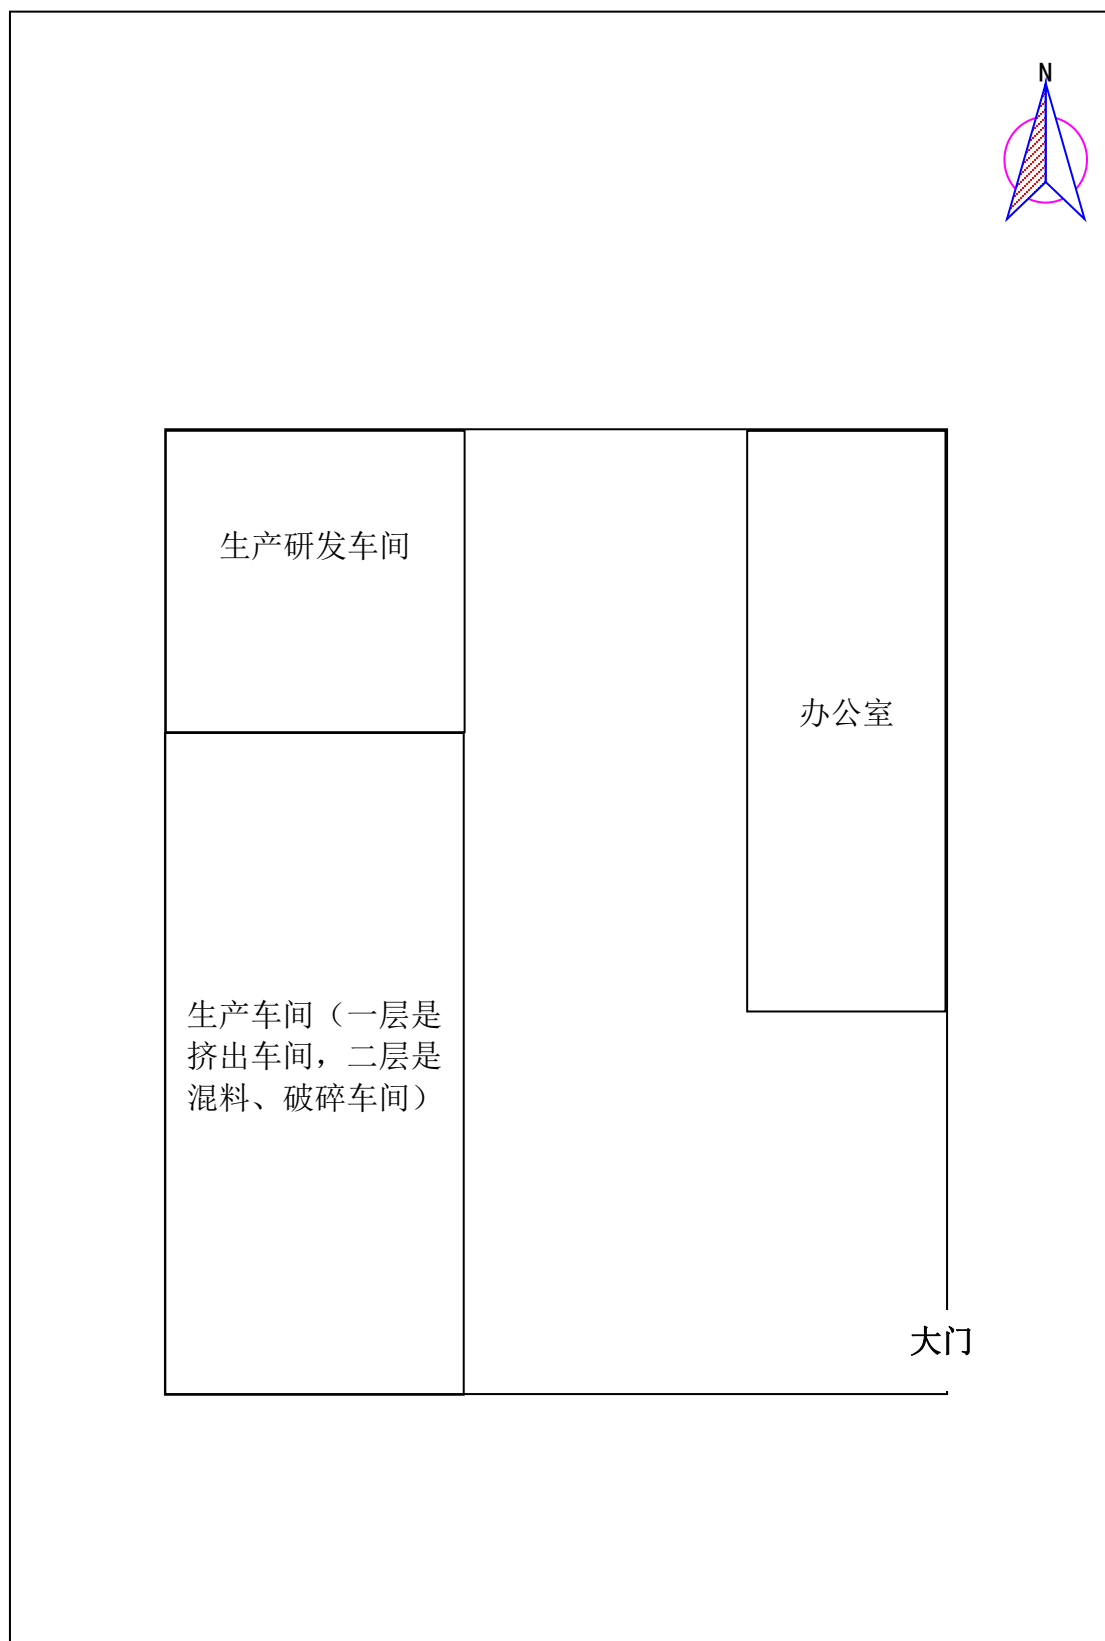 N
生产研发车间
办公室
生产车间（一层是
挤出车间，二层是
混料、破碎车间）
大门